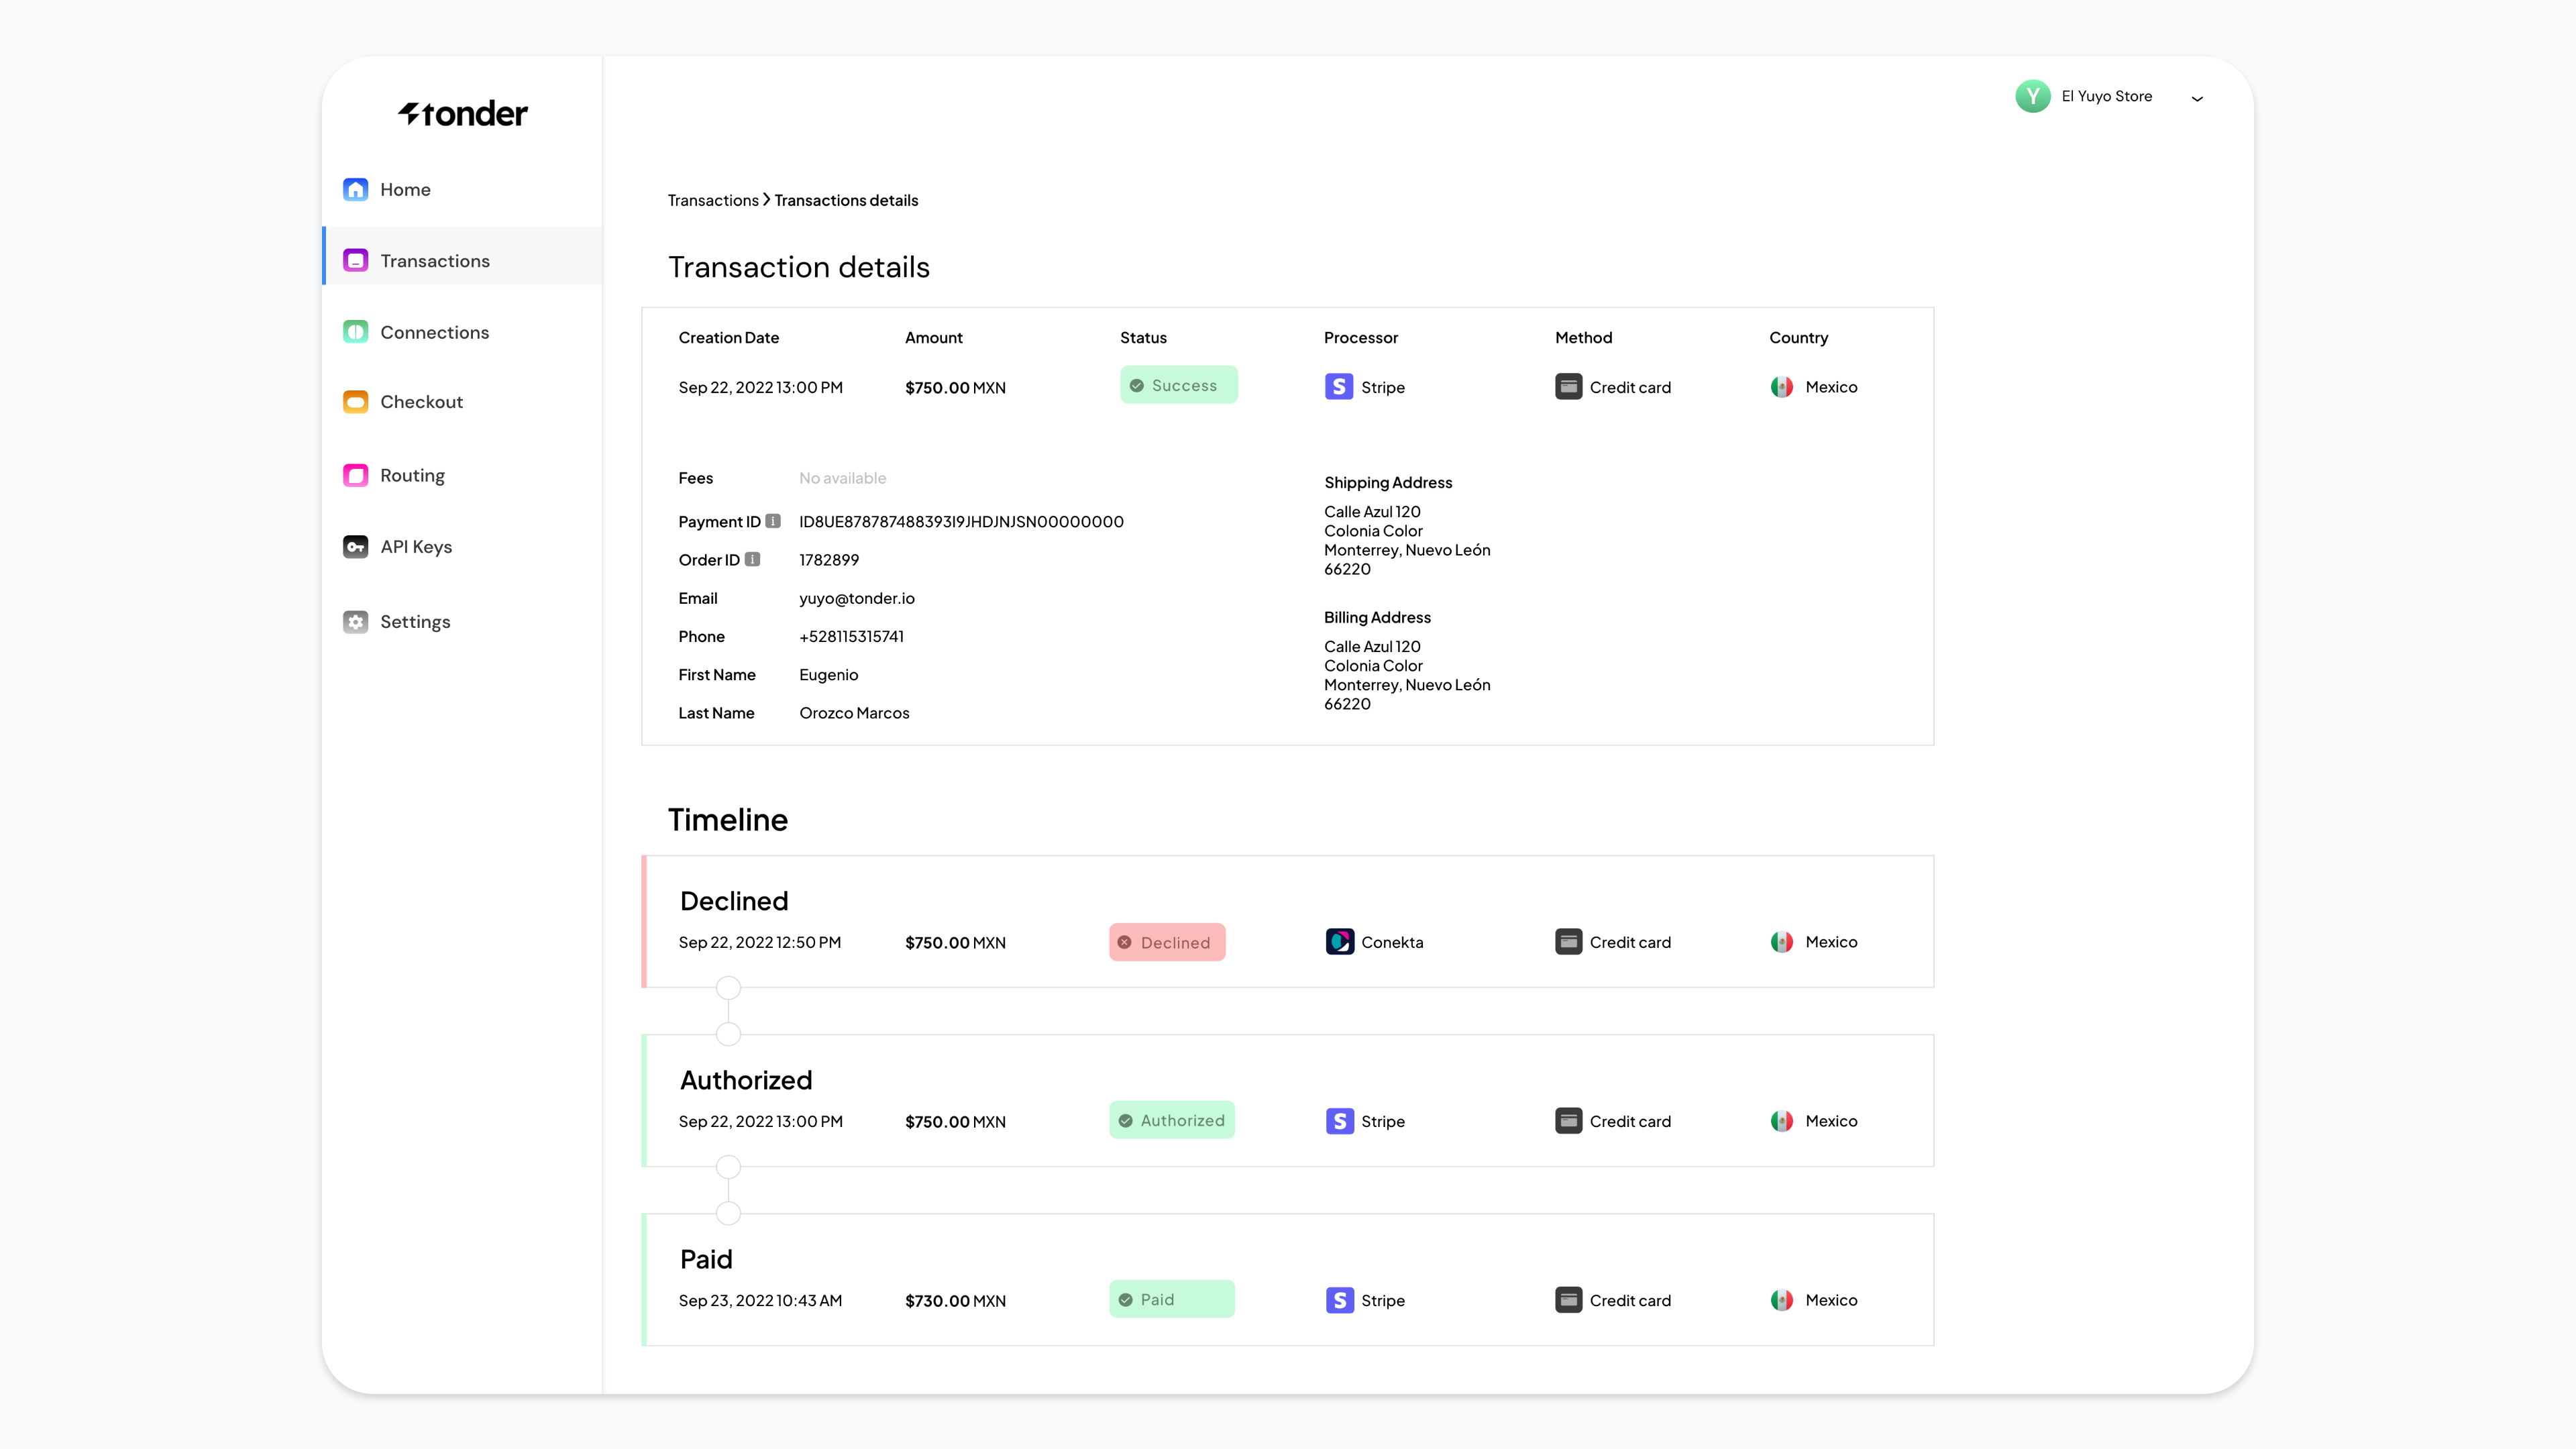 tonder
El Yuyo Store
Y
Home
Transactions
Connections
Checkout
Routing
API Keys
Settings
Transactions > Transactions details
Transaction details
Creation Date Amount Status Processor Method Country
Sep 22, 2022 13:00 PM $750.00 MXN Success S Stripe Credit card Mexico
Fees No available
Payment ID i ID8UE878787488393I9JHDJNJSN00000000
Order ID i 1782899
Email yuyo@tonder.io
Phone +528115315741
First Name Eugenio
Last Name Orozco Marcos
Shipping Address
Calle Azul 120
Colonia Color
Monterrey, Nuevo León
66220
Billing Address
Calle Azul 120
Colonia Color
Monterrey, Nuevo León
66220
Timeline
Declined
Sep 22, 2022 12:50 PM $750.00 MXN Declined Conekta Credit card Mexico
Authorized
Sep 22, 2022 13:00 PM $750.00 MXN Authorized S Stripe Credit card Mexico
Paid
Sep 23, 2022 10:43 AM $730.00 MXN Paid S Stripe Credit card Mexico